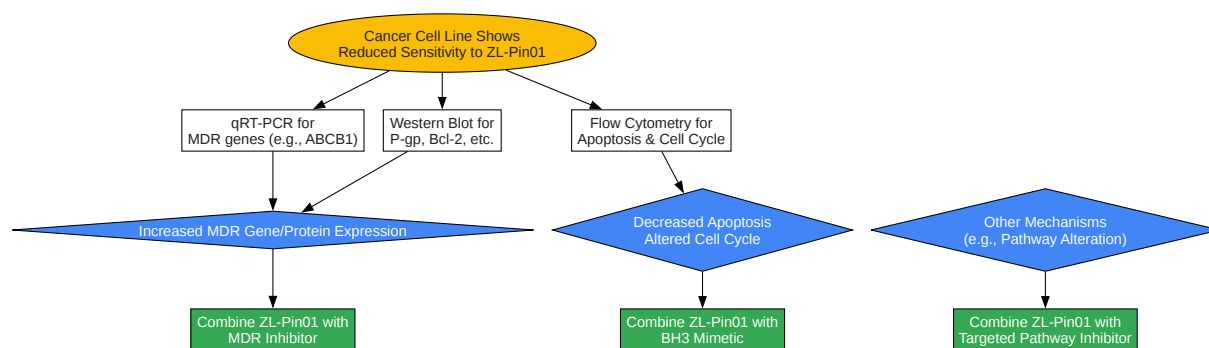 Cancer Cell Line Shows
Reduced Sensitivity to ZL-Pin01
qRT-PCR for
MDR genes (e.g., ABCB1)
Western Blot for
P-gp, Bcl-2, etc.
Flow Cytometry for
Apoptosis & Cell Cycle
Increased MDR Gene/Protein Expression
Decreased Apoptosis
Altered Cell Cycle
Other Mechanisms
(e.g., Pathway Alteration)
Combine ZL-Pin01 with
MDR Inhibitor
Combine ZL-Pin01 with
BH3 Mimetic
Combine ZL-Pin01 with
Targeted Pathway Inhibitor